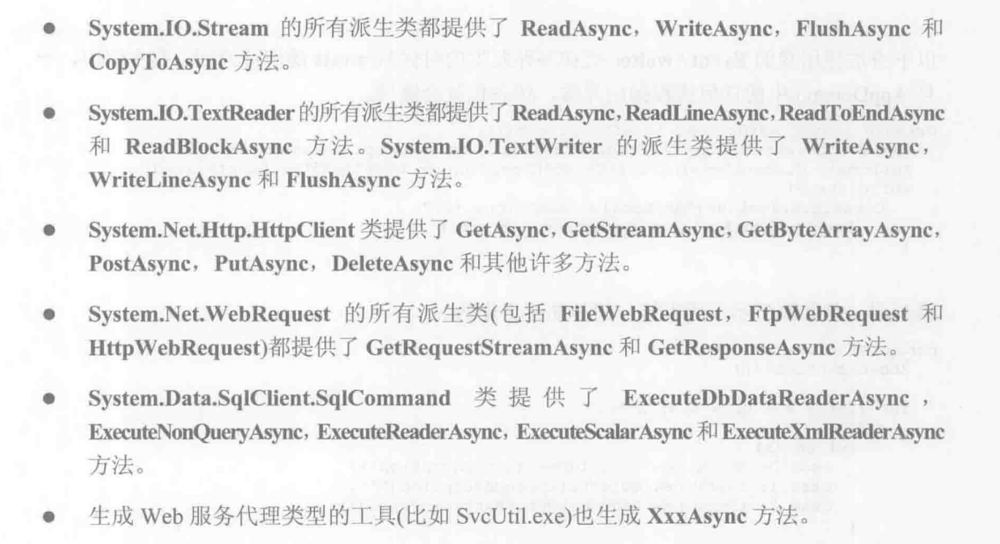 ● System.IO.Stream 的所有派生类都提供了 ReadAsync，WriteAsync，FlushAsync 和
CopyToAsync 方法。
● System.IO.TextReader 的所有派生类都提供了 ReadAsync，ReadLineAsync，ReadToEndAsync
和 ReadBlockAsync 方法。System.IO.TextWriter 的派生类提供了 WriteAsync，
WriteLineAsync 和 FlushAsync 方法。
● System.Net.Http.HttpClient 类提供了 GetAsync，GetStreamAsync，GetByteArrayAsync，
PostAsync，PutAsync，DeleteAsync 和其他许多方法。
● System.Net.WebRequest 的所有派生类(包括 FileWebRequest，FtpWebRequest 和
HttpWebRequest)都提供了 GetRequestStreamAsync 和 GetResponseAsync 方法。
● System.Data.SqlClient.SqlCommand 类提供了 ExecuteDbDataReaderAsync，
ExecuteNonQueryAsync，ExecuteReaderAsync，ExecuteScalarAsync 和 ExecuteXmlReaderAsync
方法。
● 生成 Web 服务代理类型的工具(比如 SvcUtil.exe)也生成 XxxAsync 方法。